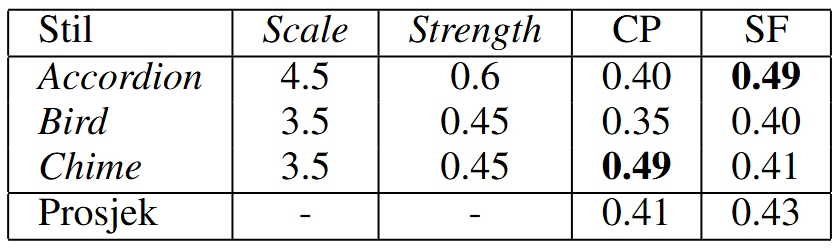 Stil Scale Strength CP SF
Accordion 4.5 0.6 0.40 0.49
Bird 3.5 0.45 0.35 0.40
Chime 3.5 0.45 0.49 0.41
Prosjek - - 0.41 0.43